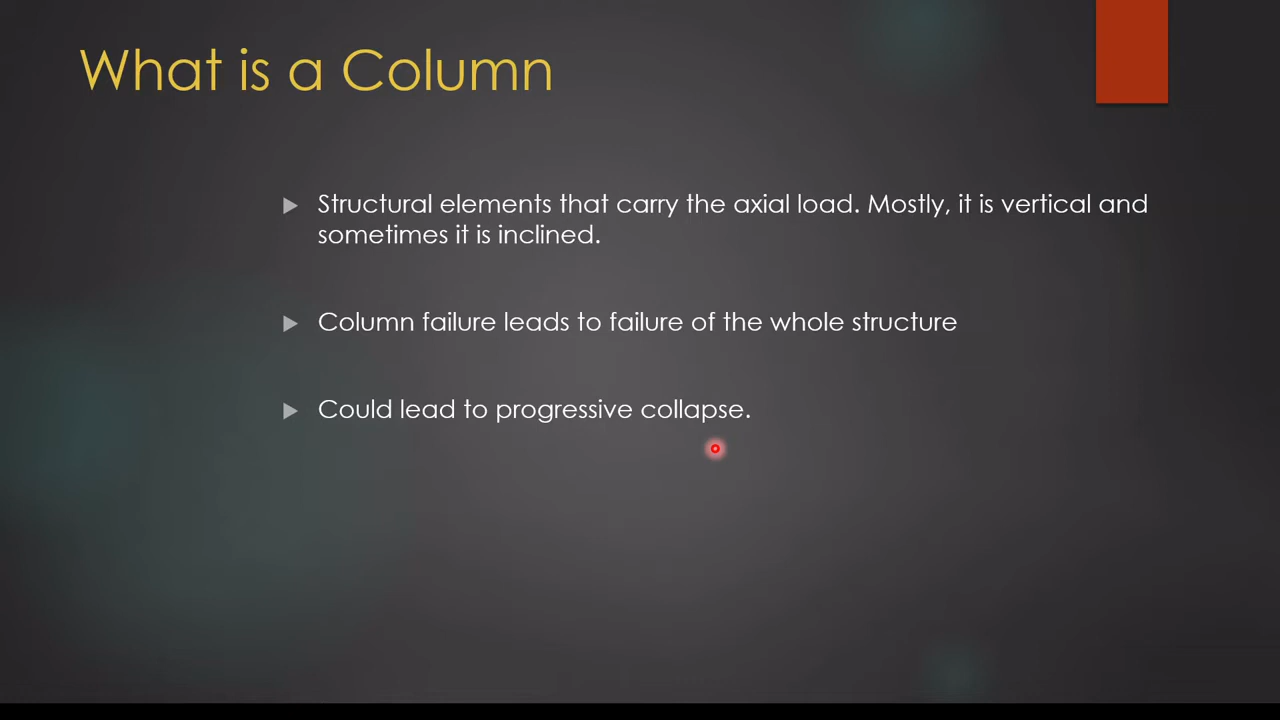 What is a Column
Structural elements that carry the axial load. Mostly, it is vertical and
sometimes it is inclined.
Column failure leads to failure of the whole structure
Could lead to progressive collapse.